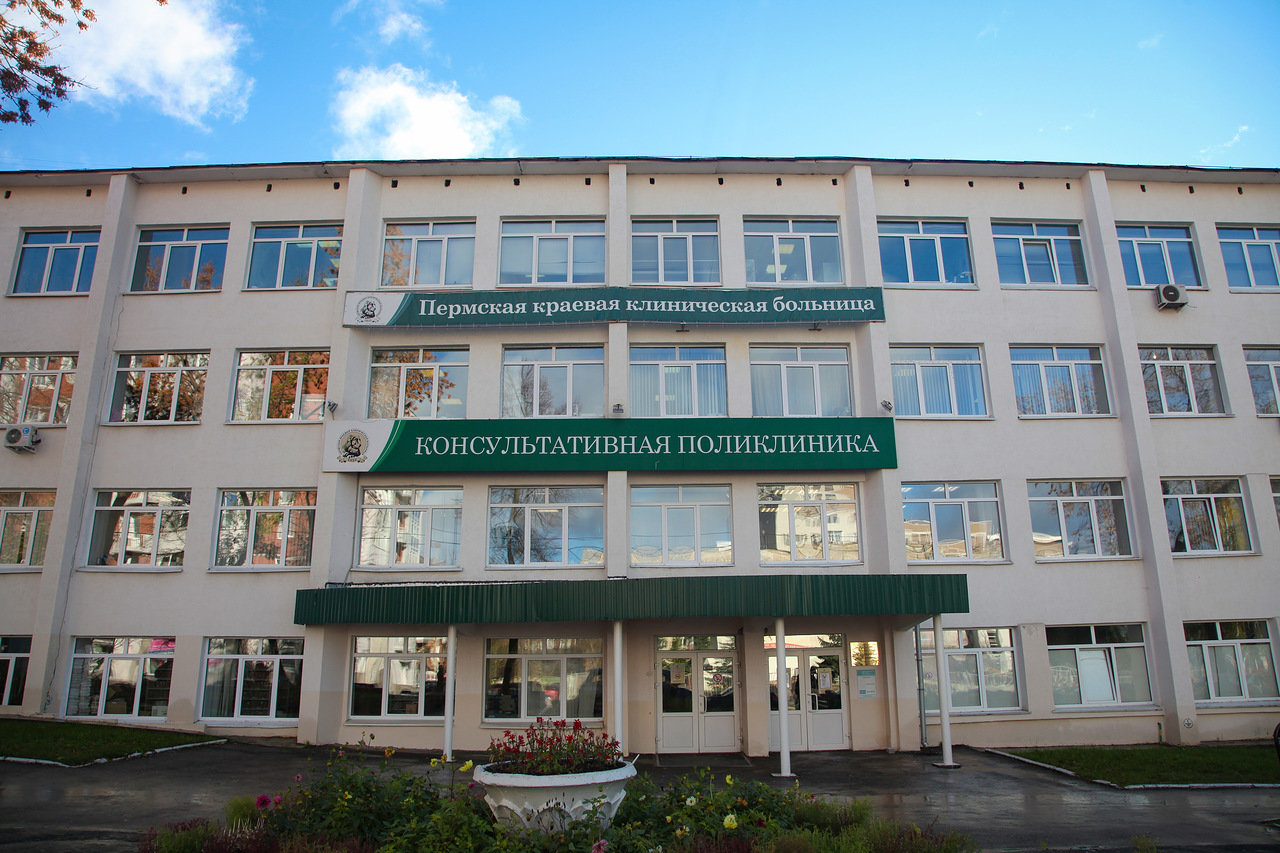 Пермская краевая клиническая больница
КОНСУЛЬТАТИВНАЯ ПОЛИКЛИНИКА